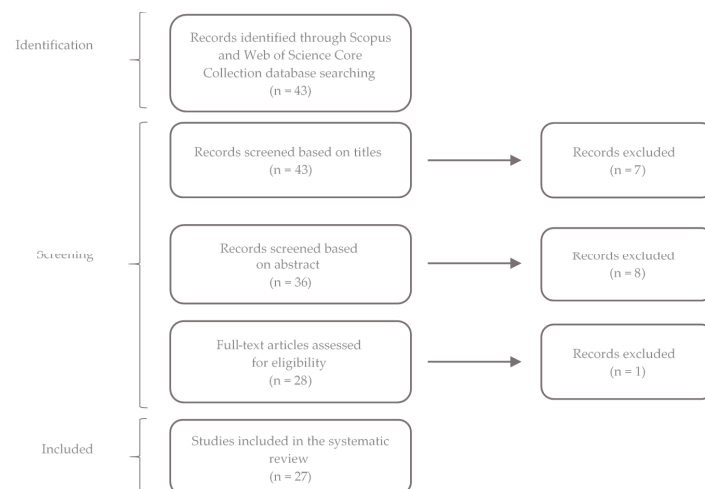 Identification
Records identified through Scopus
and Web of Science Core
Collection database searching
(n = 43)
Records screened based on titles
(n = 43)
Records excluded
(n = 7)
Screening
Records screened based
on abstract
(n = 36)
Records excluded
(n = 8)
Full-text articles assessed
for eligibility
(n = 28)
Records excluded
(n = 1)
Included
Studies included in the systematic
review
(n = 27)